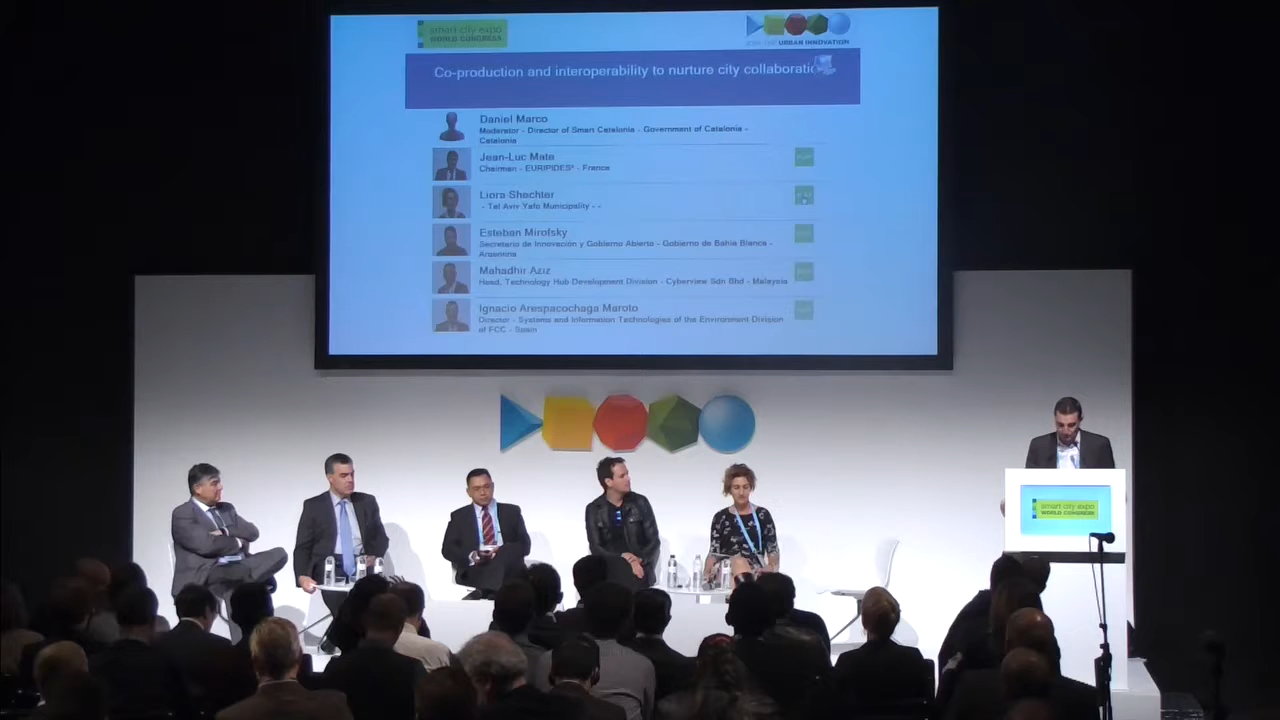 smart city expo
WORLD CONGRESS
URBAN INNOVATION
Co-production and interoperability to nurture city collaborati
Daniel Marco
Moderator - Director of Smart Catalonia - Government of Catalonia -
Catalonia
Jean-Luc Mate
Chairman - EURIPIDES² - France
Liora Shechter
- Tel Aviv Yafo Municipality - -
Esteban Mirofsky
Secretario de Innovación y Gobierno Abierto - Gobierno de Bahia Blanca -
Argentina
Mahadhir Aziz
Head, Technology Hub Development Division - Cyberview Sdn Bhd - Malaysia
Ignacio Arespacochaga Maroto
Director - Systems and Information Technologies of the Environment Division
of FCC - Spain
smart city expo
WORLD CONGRESS